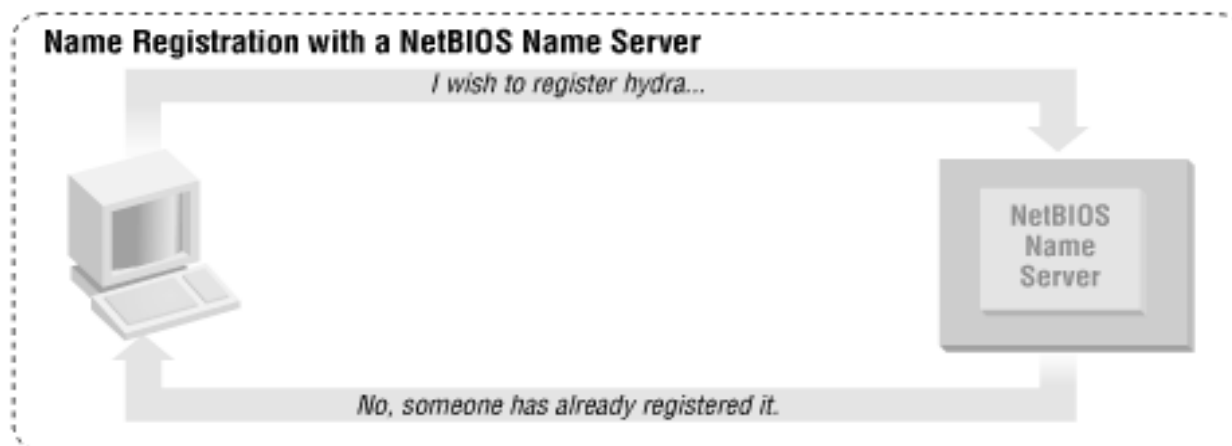 Name Registration with a NetBIOS Name Server
I wish to register hydra...
NetBIOS
Name
Server
No, someone has already registered it.